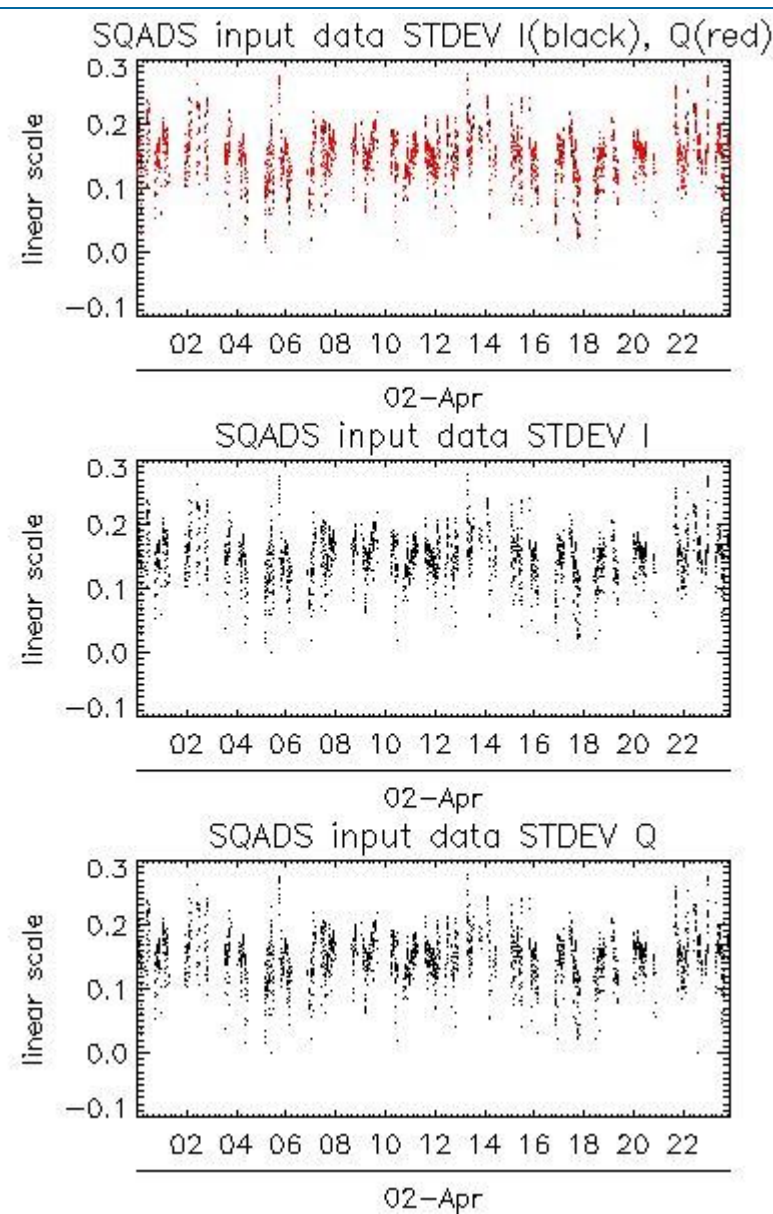 SQADS input data STDEV I(black), Q(red)
0.3
0.2
0.1
0.0
−0.1
linear scale
02 04 06 08 10 12 14 16 18 20 22
02−Apr
SQADS input data STDEV I
0.3
0.2
0.1
0.0
−0.1
linear scale
02 04 06 08 10 12 14 16 18 20 22
02−Apr
SQADS input data STDEV Q
0.3
0.2
0.1
0.0
−0.1
linear scale
02 04 06 08 10 12 14 16 18 20 22
02−Apr